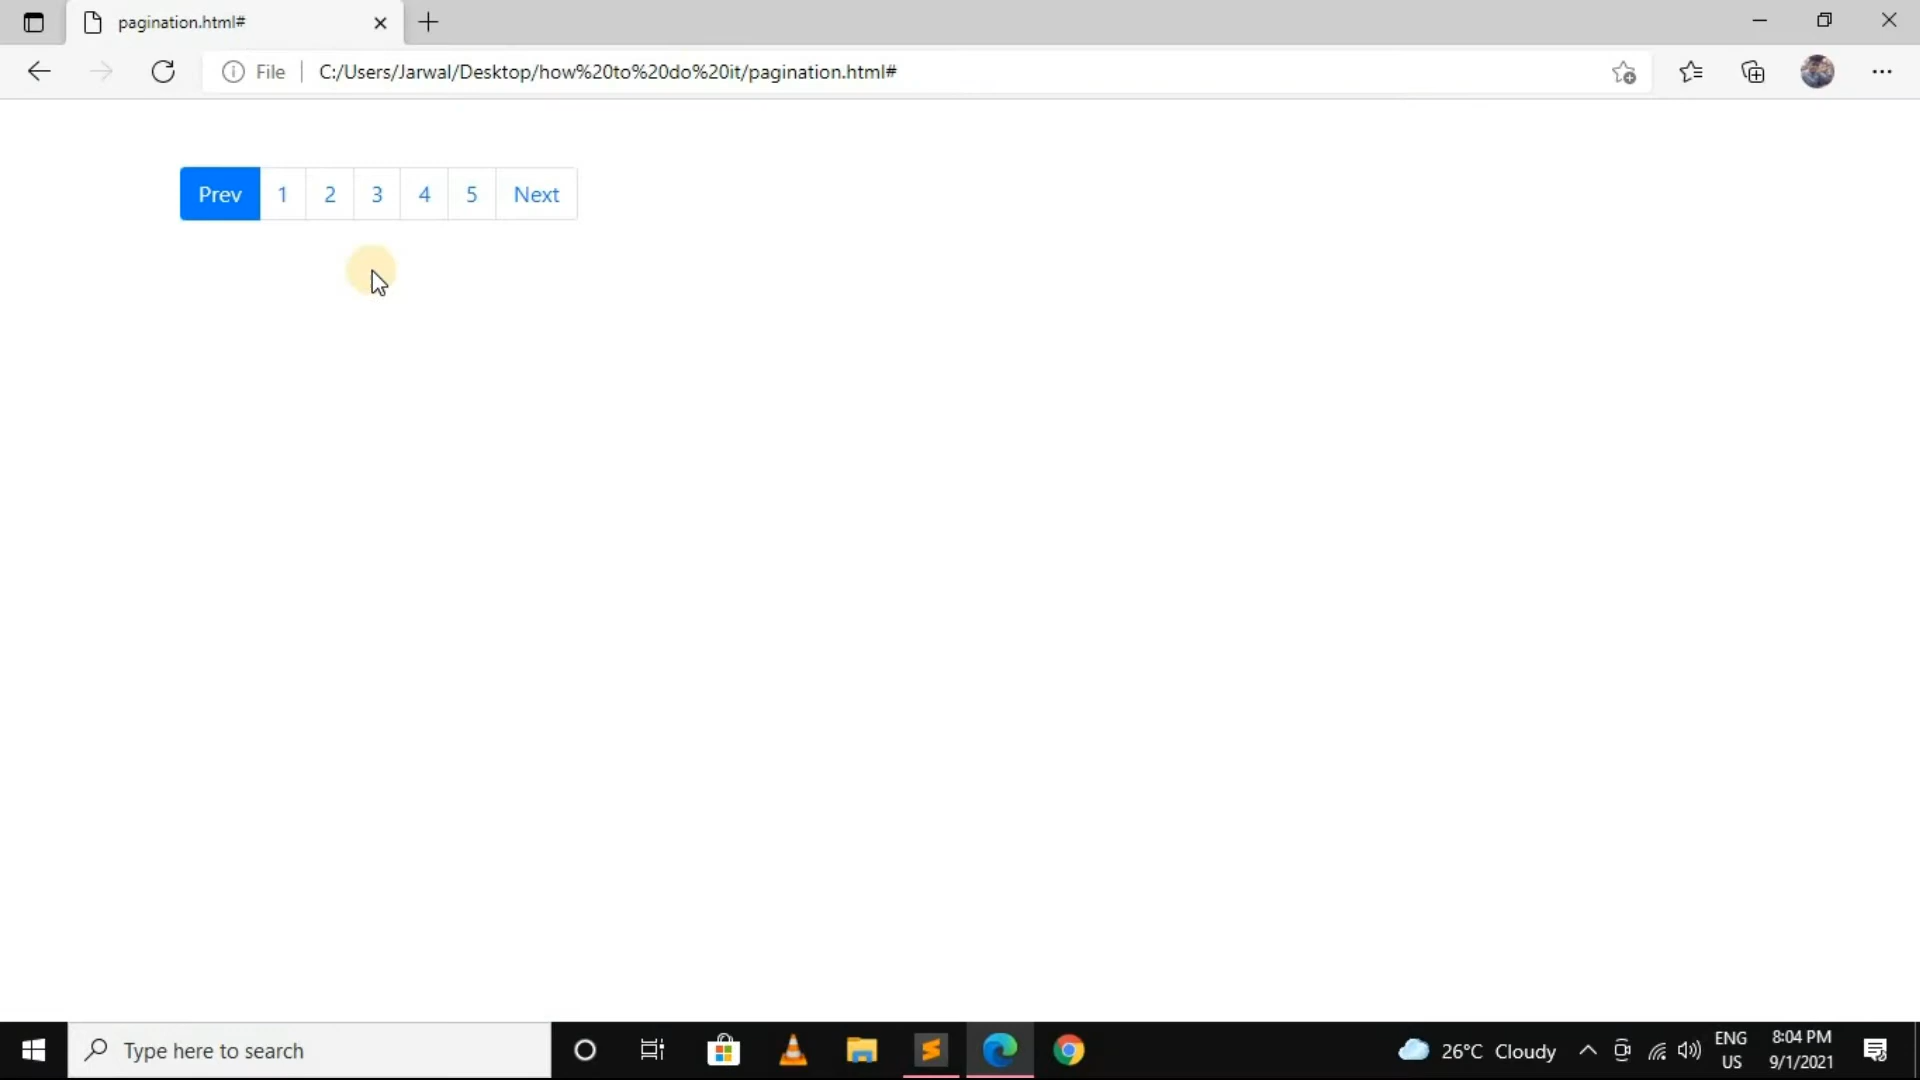 pagination.html#
File C:/Users/Jarwal/Desktop/how%20to%20do%20it/pagination.html#
Prev 1 2 3 4 5 Next
Type here to search
26°C Cloudy
ENG
US
8:04 PM
9/1/2021